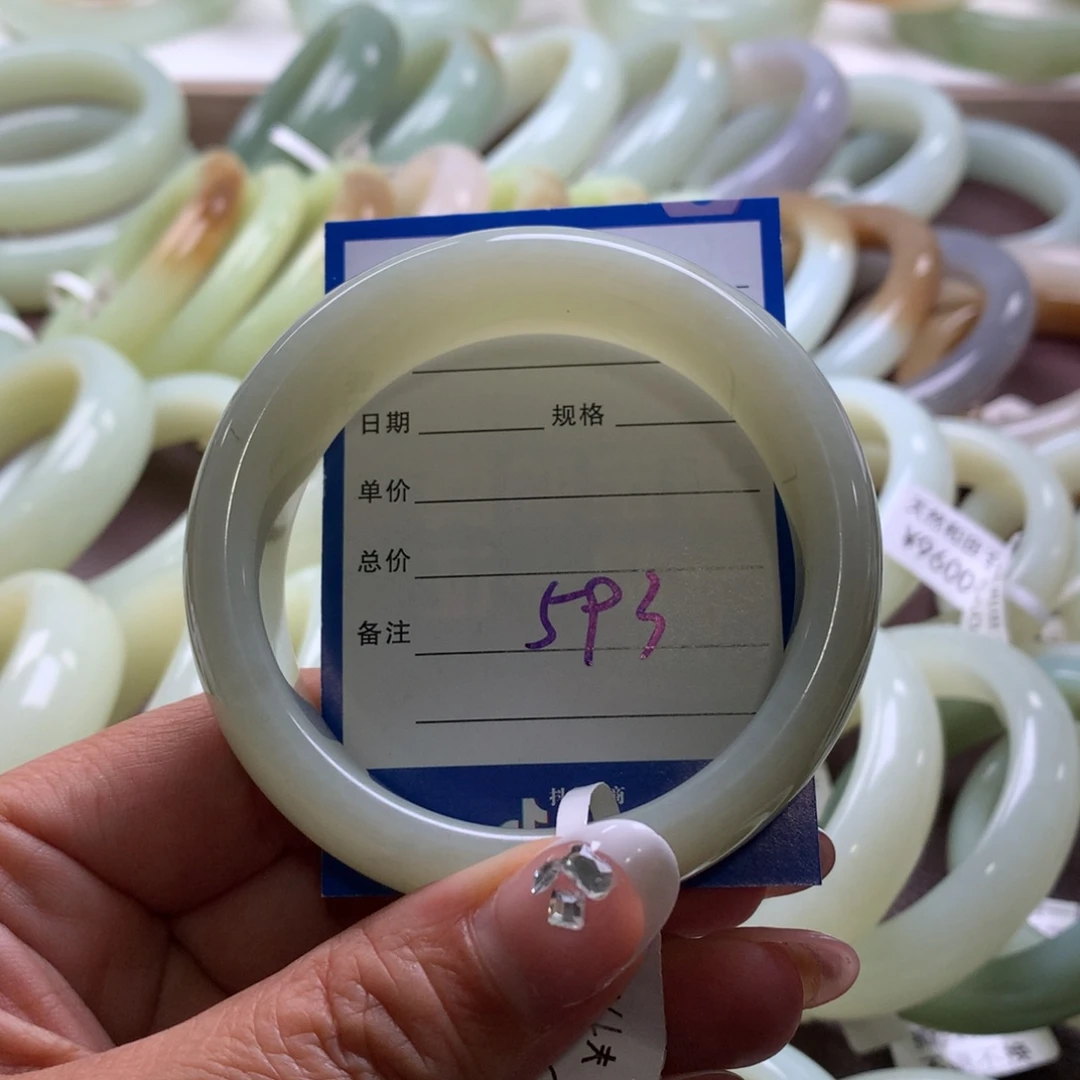 日期 规格
单价
总价
593
备注
天然和田玉
¥9600